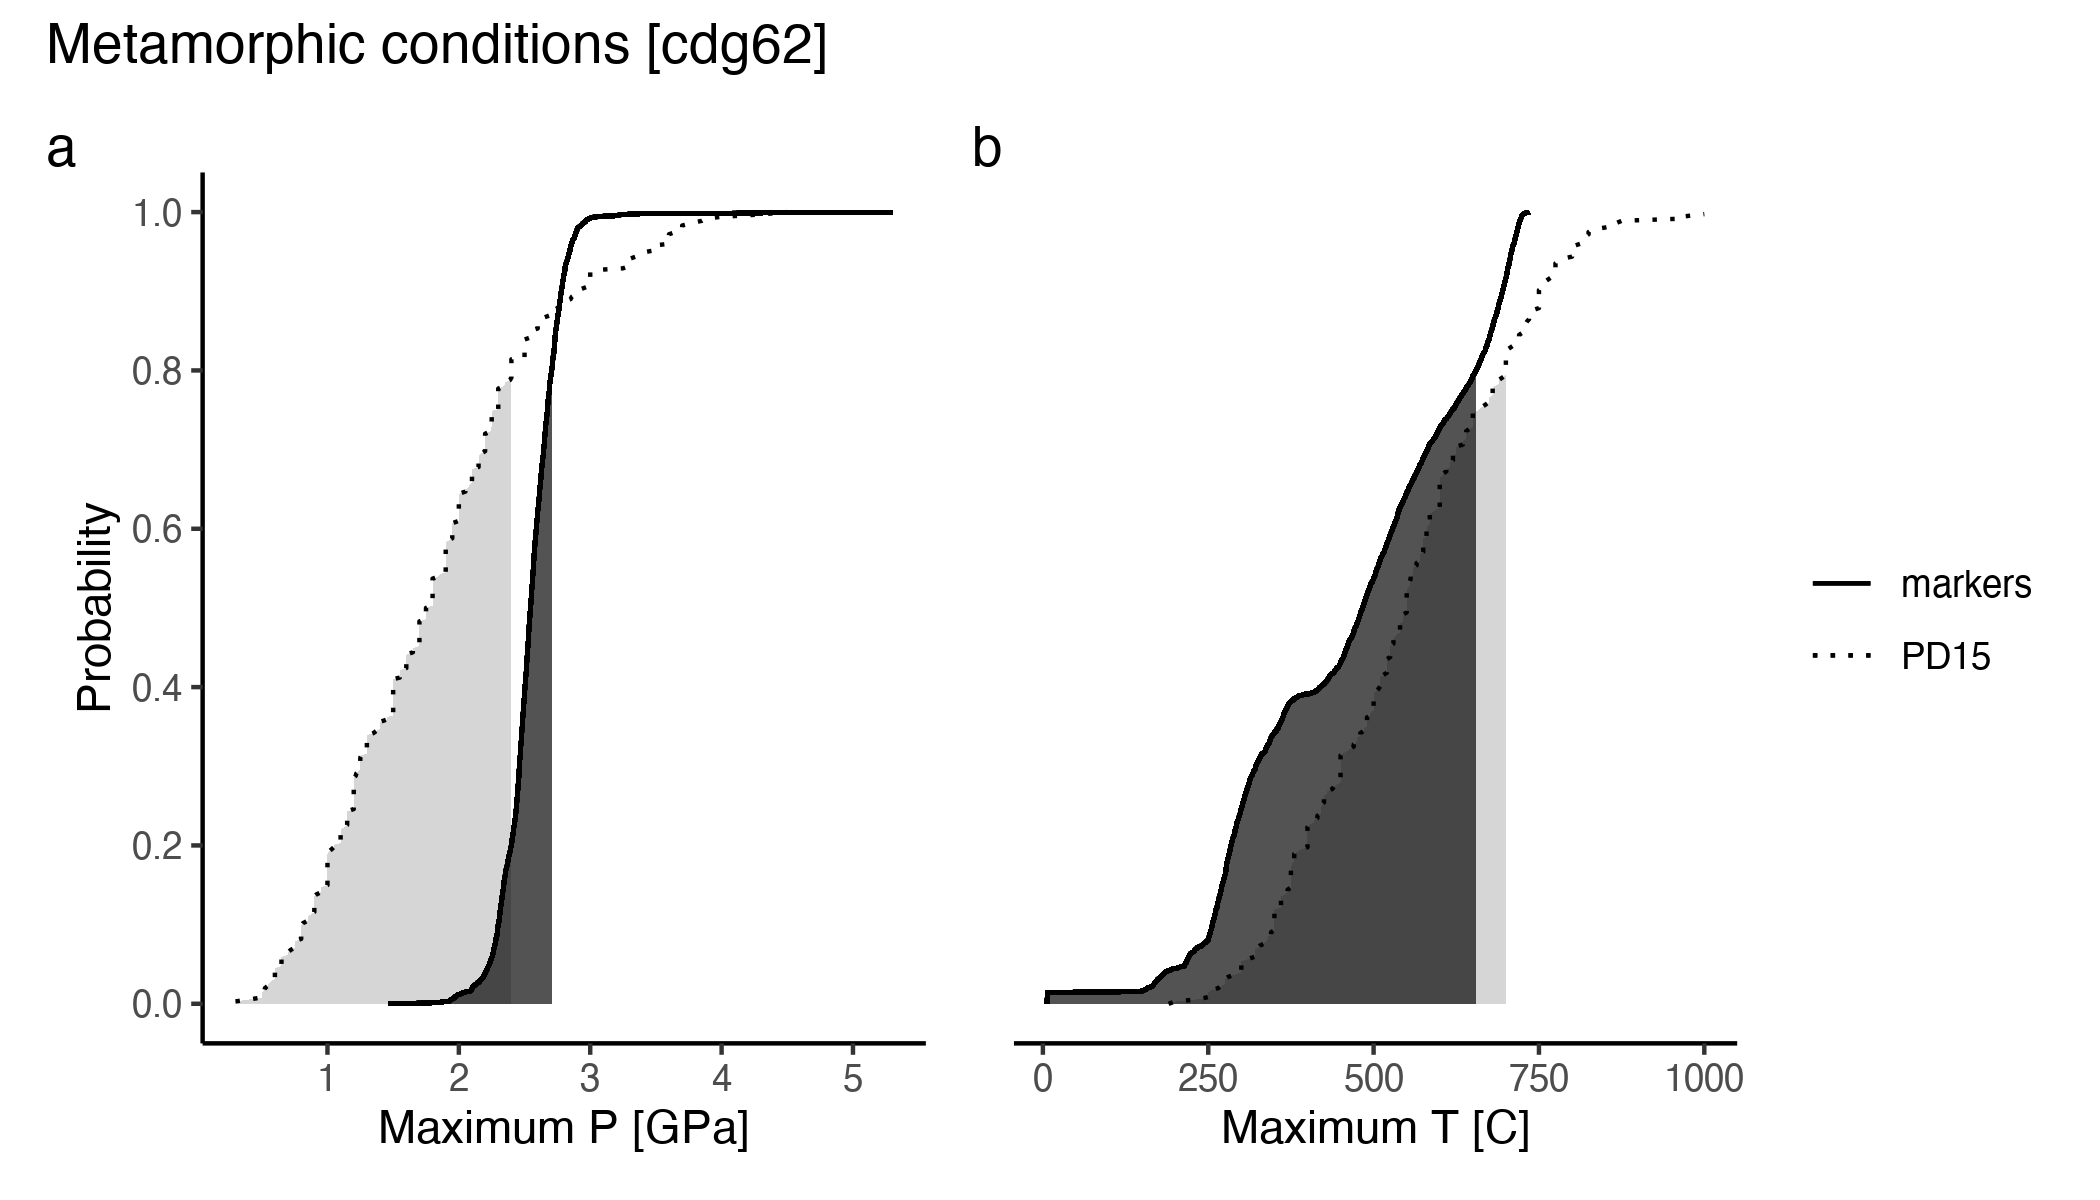 Metamorphic conditions [cdg62]
a
b
1.0
0.8
0.6
0.4
0.2
0.0
Probability
1 2 3 4 5
Maximum P [GPa]
0 250 500 750 1000
Maximum T [C]
markers
PD15